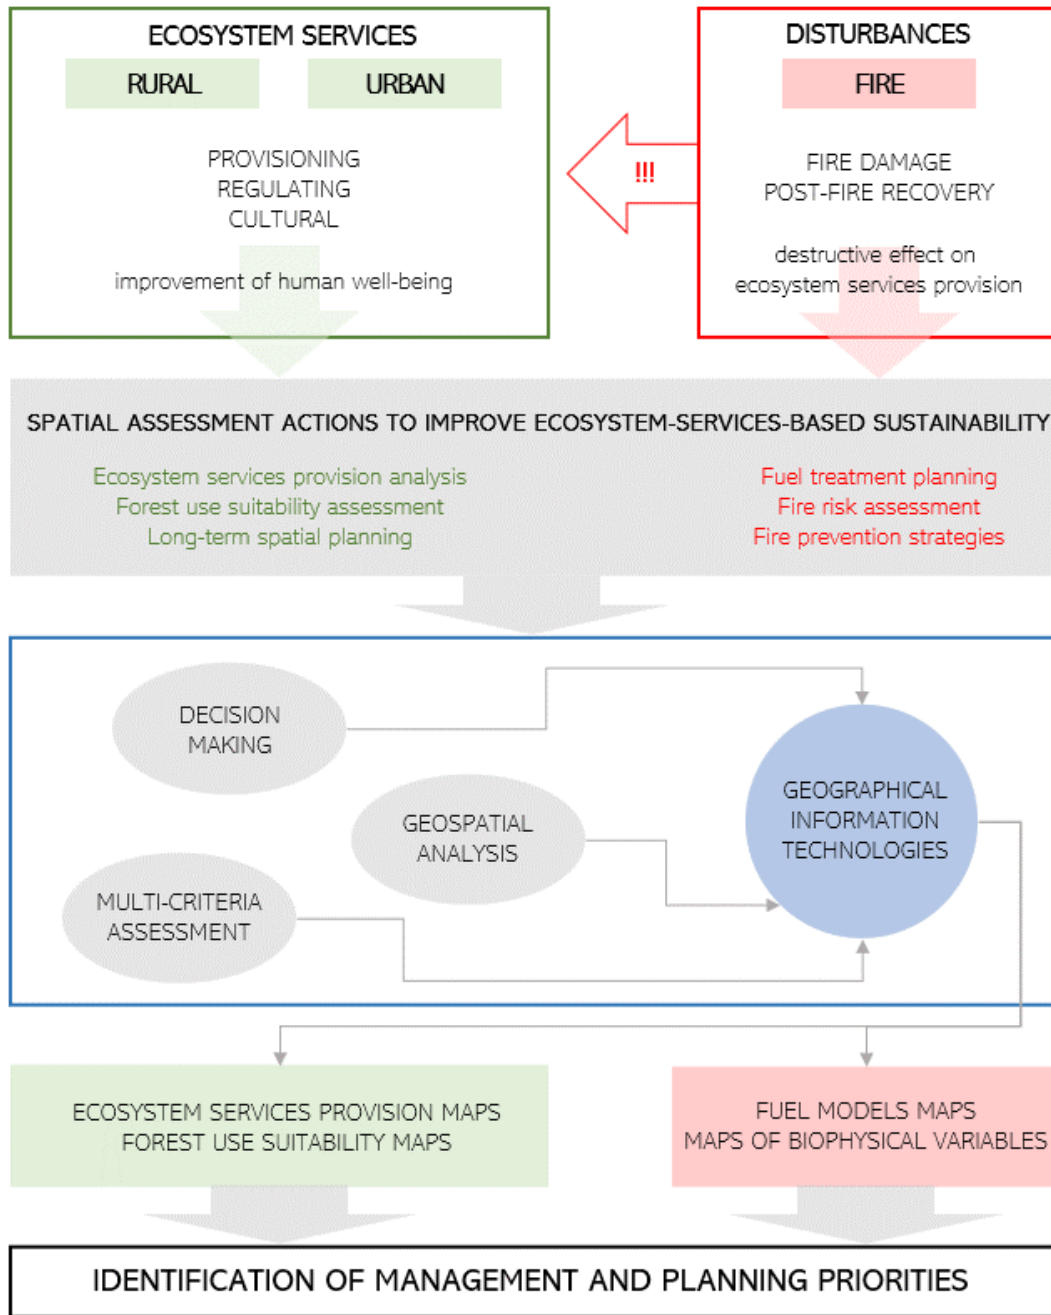 ECOSYSTEM SERVICES
RURAL
URBAN
PROVISIONING
REGULATING
CULTURAL
improvement of human well-being
!!!
DISTURBANCES
FIRE
FIRE DAMAGE
POST-FIRE RECOVERY
destructive effect on
ecosystem services provision
SPATIAL ASSESSMENT ACTIONS TO IMPROVE ECOSYSTEM-SERVICES-BASED SUSTAINABILITY
Ecosystem services provision analysis
Forest use suitability assessment
Long-term spatial planning
Fuel treatment planning
Fire risk assessment
Fire prevention strategies
DECISION
MAKING
GEOSPATIAL
ANALYSIS
MULTI-CRITERIA
ASSESSMENT
GEOGRAPHICAL
INFORMATION
TECHNOLOGIES
ECOSYSTEM SERVICES PROVISION MAPS
FOREST USE SUITABILITY MAPS
FUEL MODELS MAPS
MAPS OF BIOPHYSICAL VARIABLES
IDENTIFICATION OF MANAGEMENT AND PLANNING PRIORITIES